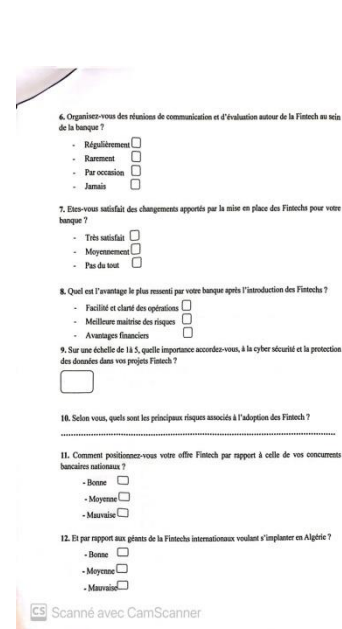 6. Organisez-vous des réunions de communication et d'évaluation autour de la Fintech au sein
de la banque ?
- Régulièrement
- Rarement
- Par occasion
- Jamais
7. Etes-vous satisfait des changements apportés par la mise en place des Fintechs pour votre
banque ?
- Très satisfait
- Moyennement
- Pas du tout
8. Quel est l'avantage le plus ressenti par votre banque après l'introduction des Fintechs ?
- Facilité et clarté des opérations
- Meilleure maitrise des risques
- Avantages financiers
9. Sur une échelle de 1à 5, quelle importance accordez-vous, à la cyber sécurité et la protection
des données dans vos projets Fintech ?
10. Selon vous, quels sont les principaux risques associés à l'adoption des Fintech ?
11. Comment positionnez-vous votre offre Fintech par rapport à celle de vos concurrents
bancaires nationaux ?
- Bonne
- Moyenne
- Mauvaise
12. Et par rapport aux géants de la Fintechs internationaux voulant s'implanter en Algérie ?
- Bonne
- Moyenne
- Mauvaise
CS Scanné avec CamScanner